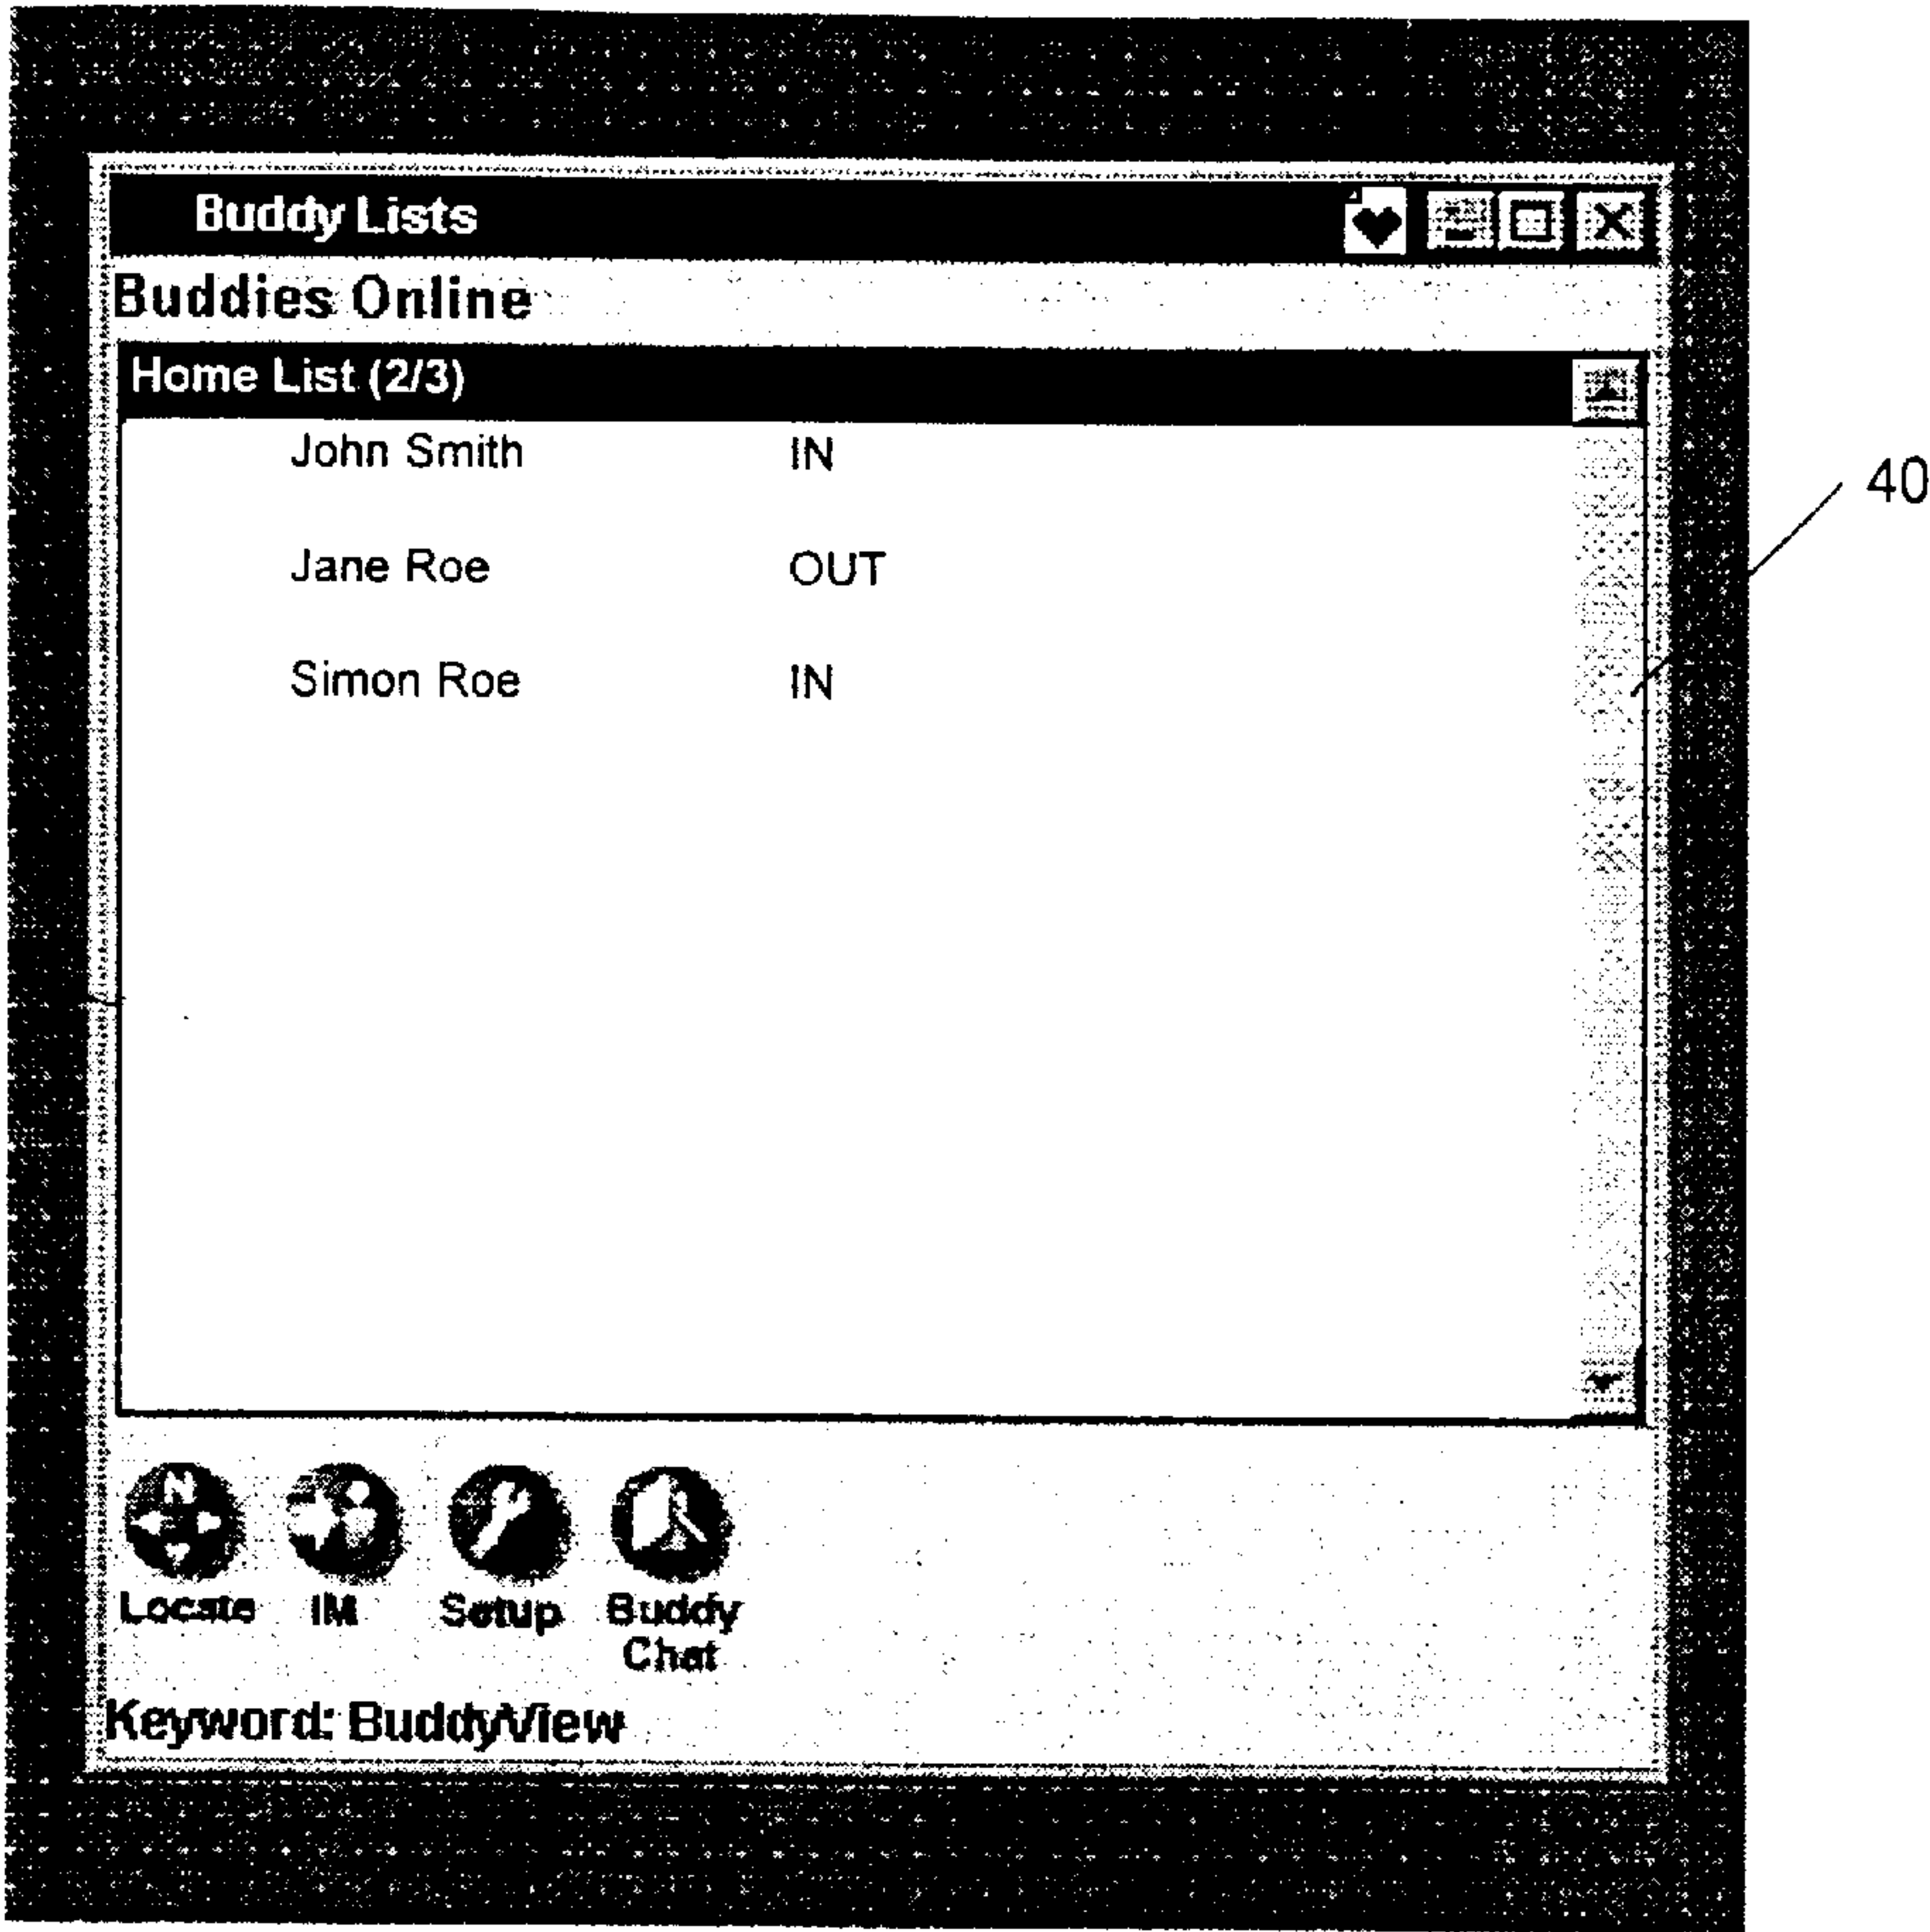 Buddy Lists
Buddies Online
Home List (2/3)
John Smith IN
Jane Roe OUT
Simon Roe IN
40
N
Locate IM Setup Buddy Chat
Keyword: BuddyView